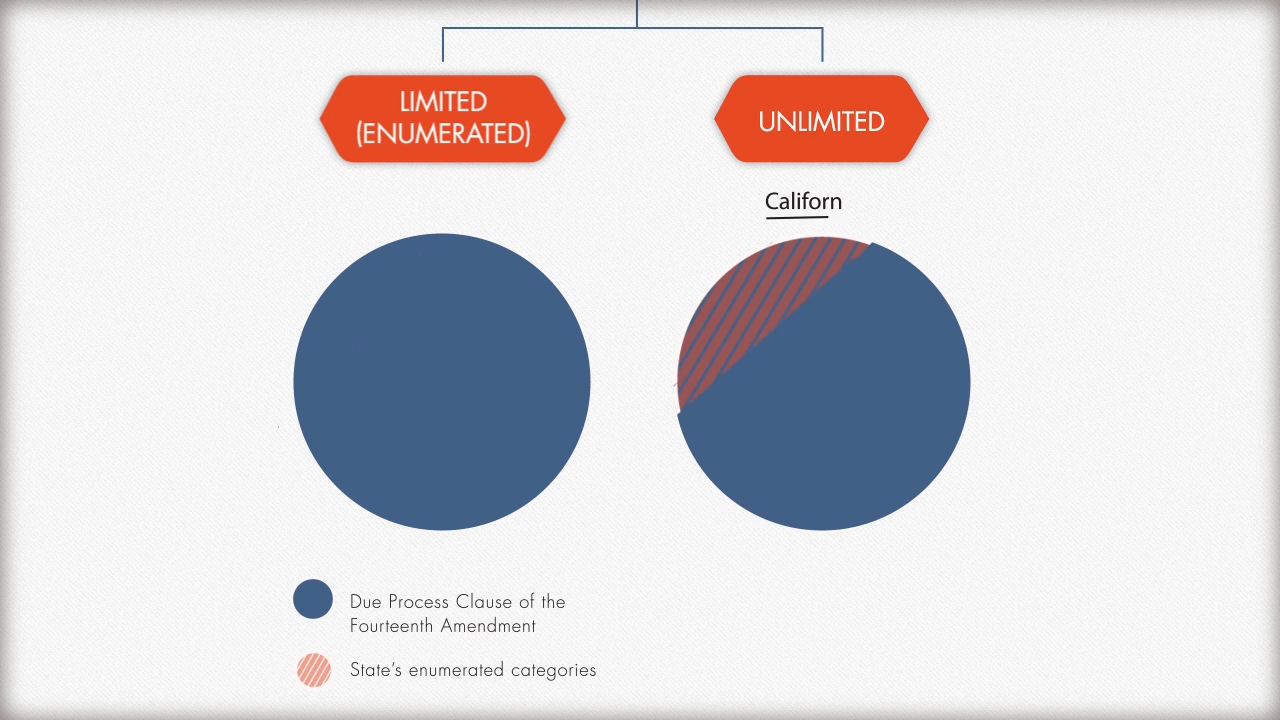 LIMITED
(ENUMERATED)
UNLIMITED
Californ
Due Process Clause of the
Fourteenth Amendment
State's enumerated categories